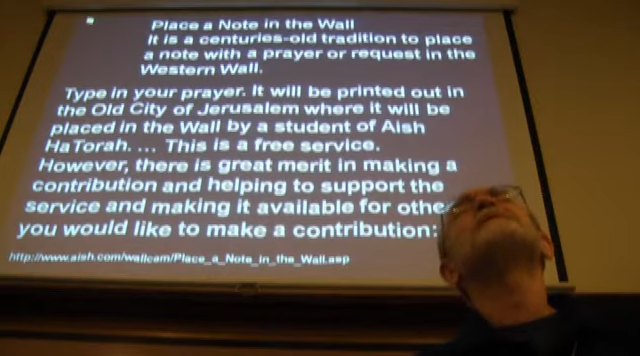 Place a Note in the Wall
It is a centuries-old tradition to place
a note with a prayer or request in the
Western Wall.
Type in your prayer. It will be printed out in
the Old City of Jerusalem where it will be
placed in the Wall by a student of Aish
HaTorah. ... This is a free service.
However, there is great merit in making a
contribution and helping to support the
service and making it available for
you would like to make a contribution:
http://www.aish.com/wallcam/Place_a_Note_in_the_Wall.asp